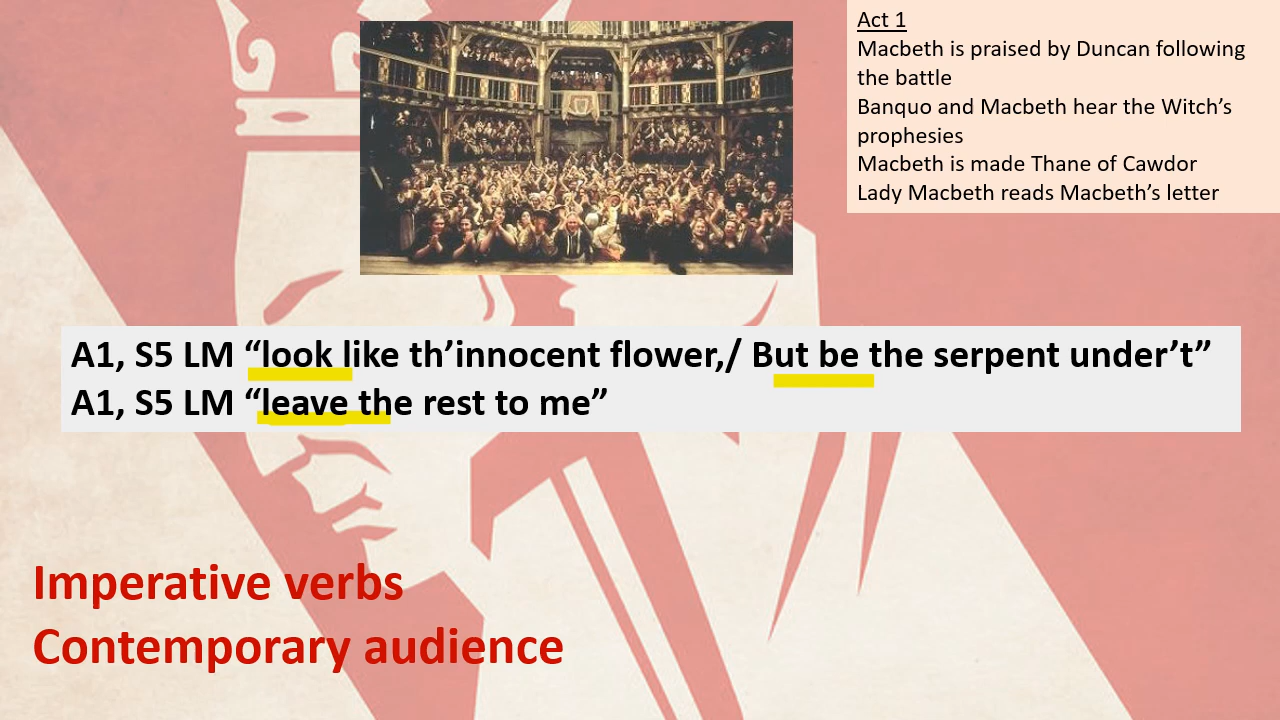 Act 1
Macbeth is praised by Duncan following
the battle
Banquo and Macbeth hear the Witch’s
prophesies
Macbeth is made Thane of Cawdor
Lady Macbeth reads Macbeth’s letter
A1, S5 LM “look like th’innocent flower,/ But be the serpent under’t”
A1, S5 LM “leave the rest to me”
Imperative verbs
Contemporary audience